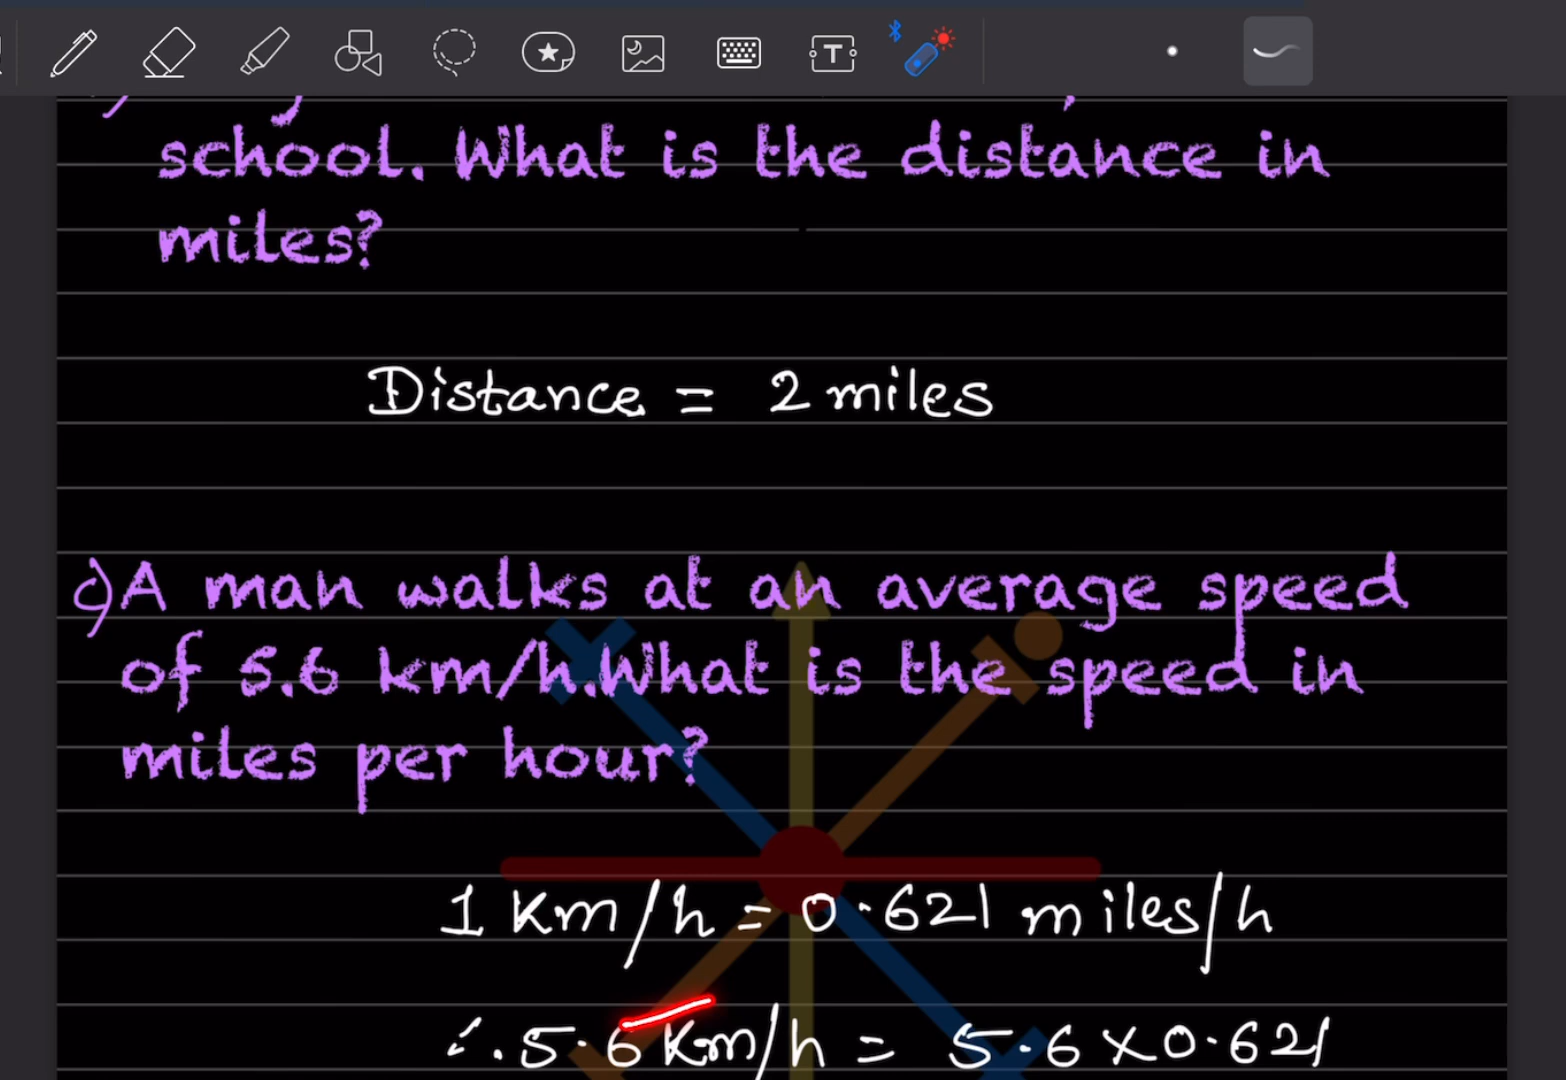 school. What is the distance in
miles?
Distance = 2 miles
c) A man walks at an average speed
of 5.6 km/h. What is the speed in
miles per hour?
1 Km/h = 0.621 miles/h
∴ 5.6 Km/h = 5.6 x 0.621